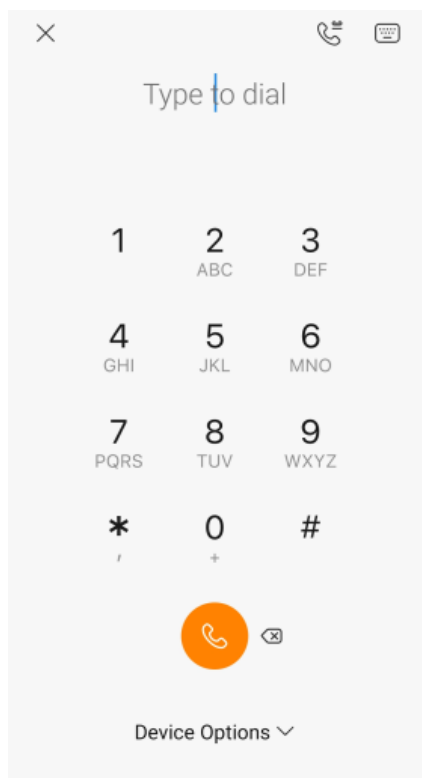 Type to dial
1 2 3
ABC DEF
4 5 6
GHI JKL MNO
7 8 9
PQRS TUV WXYZ
* 0 #
, +
Device Options